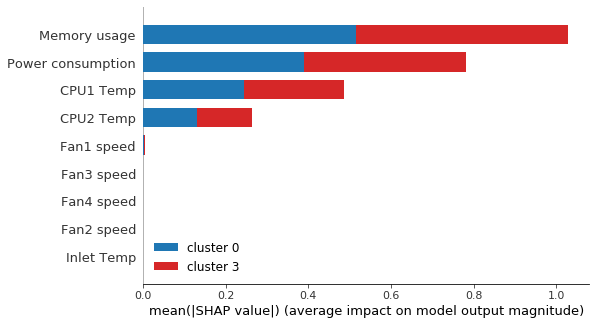 Memory usage
Power consumption
CPU1 Temp
CPU2 Temp
Fan1 speed
Fan3 speed
Fan4 speed
Fan2 speed
Inlet Temp
cluster 0
cluster 3
0.0 0.2 0.4 0.6 0.8 1.0
mean(|SHAP value|) (average impact on model output magnitude)